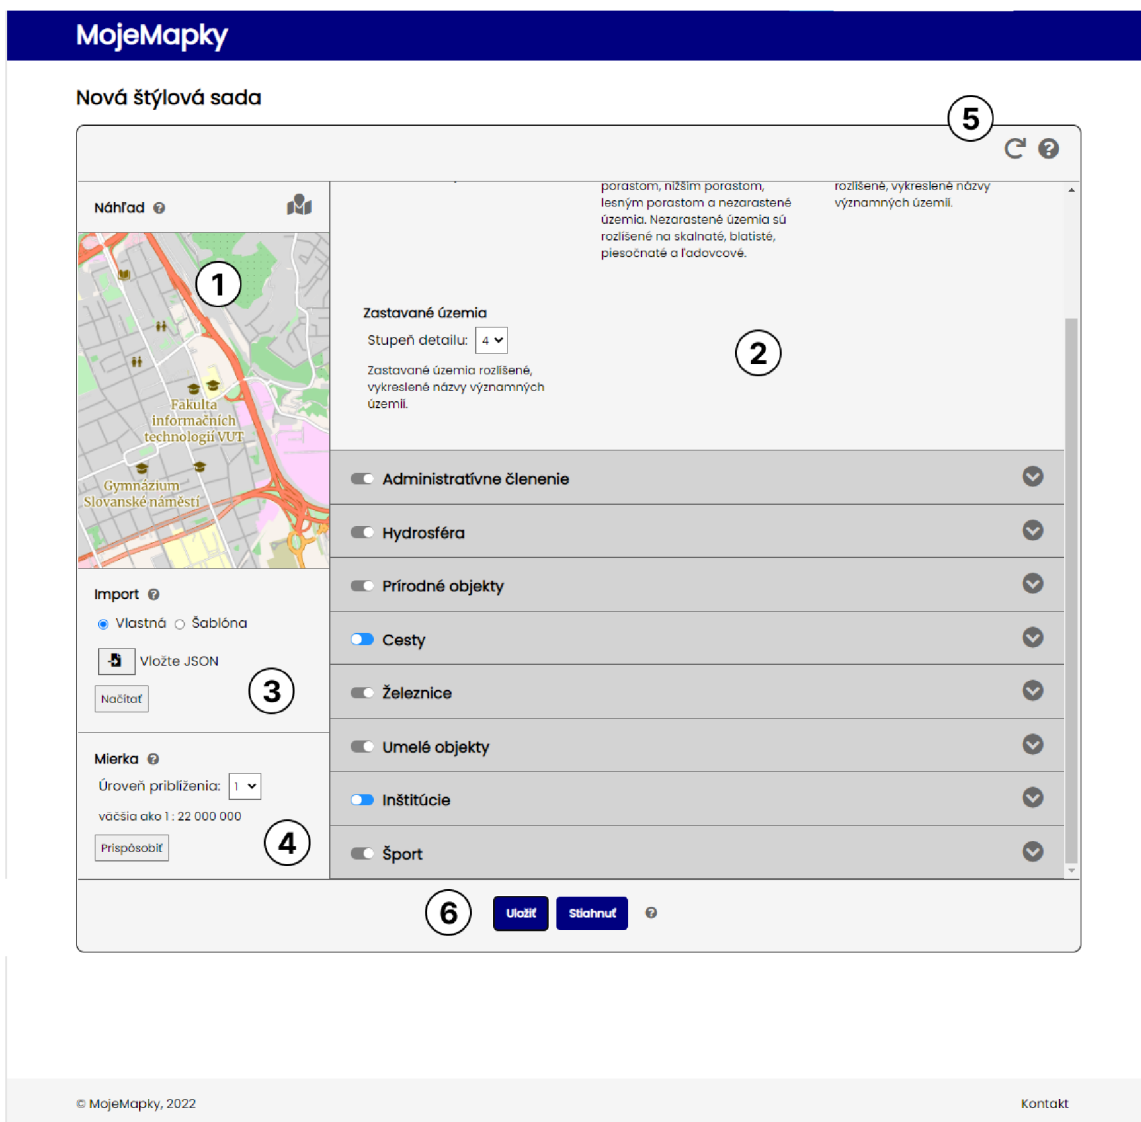 MojeMapky
Nová štýlová sada
5
Náhľad
1
Fakulta
informačních
technologií VUT
Gymnázium
Slovanské náměstí
porastom, nižším porastom,
lesným porastom a nezarastené
územia. Nezarastené územia sú
rozlíšené na skalnaté, blatisté,
piesočnaté a ľadovcové.
rozlíšené, vykreslené názvy
významných území.
Zastavané územia
Stupeň detailu: 4
Zastavané územia rozlíšené,
vykreslené názvy významných
území.
2
Administratívne členenie
Hydrosféra
Prírodné objekty
Cesty
Železnice
Umelé objekty
Inštitúcie
Šport
Import
Vlastná Šablóna
Vložte JSON
Načítať
3
Mierka
Úroveň priblíženia: 1
väčšia ako 1 : 22 000 000
Prispôsobiť
4
6
Uložiť Stiahnuť
© MojeMapky, 2022
Kontakt